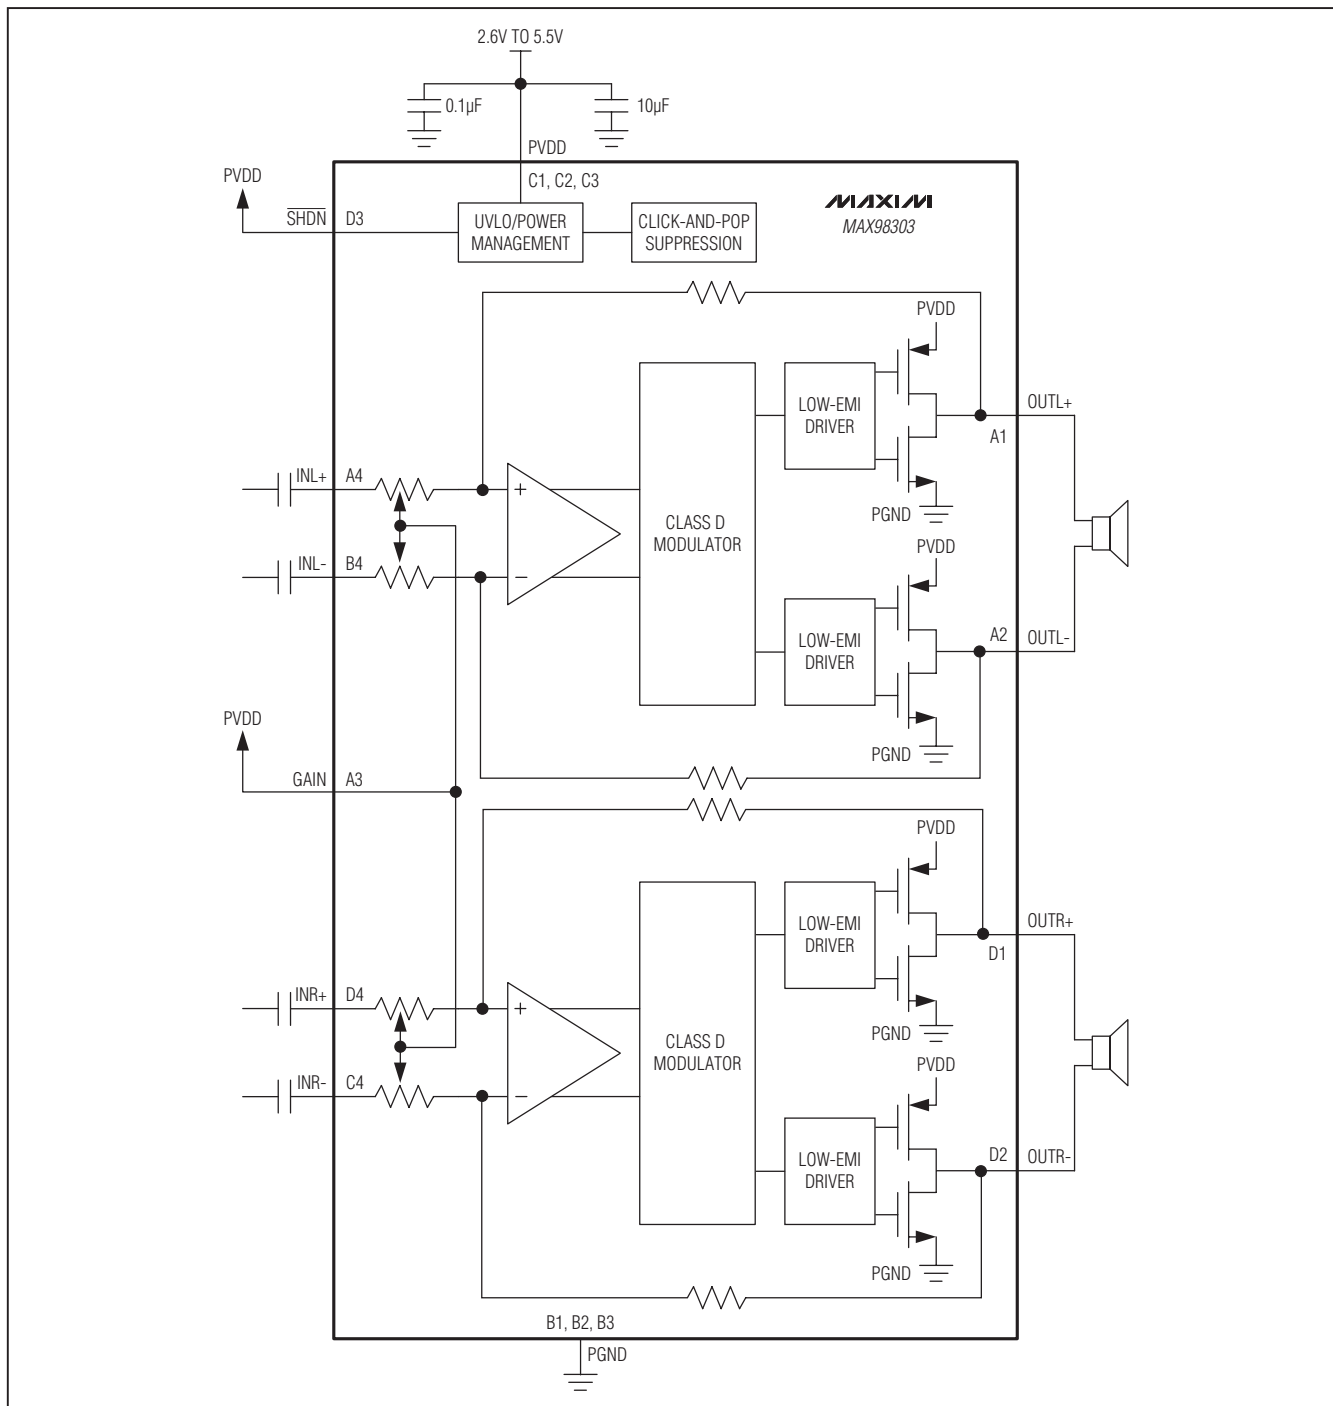 2.6V TO 5.5V
0.1µF
10µF
PVDD
PVDD
C1, C2, C3
MAXIM
MAX98303
SHDN
D3
UVLO/POWER
MANAGEMENT
CLICK-AND-POP
SUPPRESSION
PVDD
LOW-EMI
DRIVER
OUTL+
A1
INL+
A4
+
PGND
CLASS D
MODULATOR
PVDD
INL-
B4
−
LOW-EMI
DRIVER
A2
OUTL-
PVDD
PGND
GAIN
A3
PVDD
LOW-EMI
DRIVER
OUTR+
D1
INR+
D4
+
PGND
CLASS D
MODULATOR
PVDD
INR-
C4
−
LOW-EMI
DRIVER
D2
OUTR-
PGND
B1, B2, B3
PGND